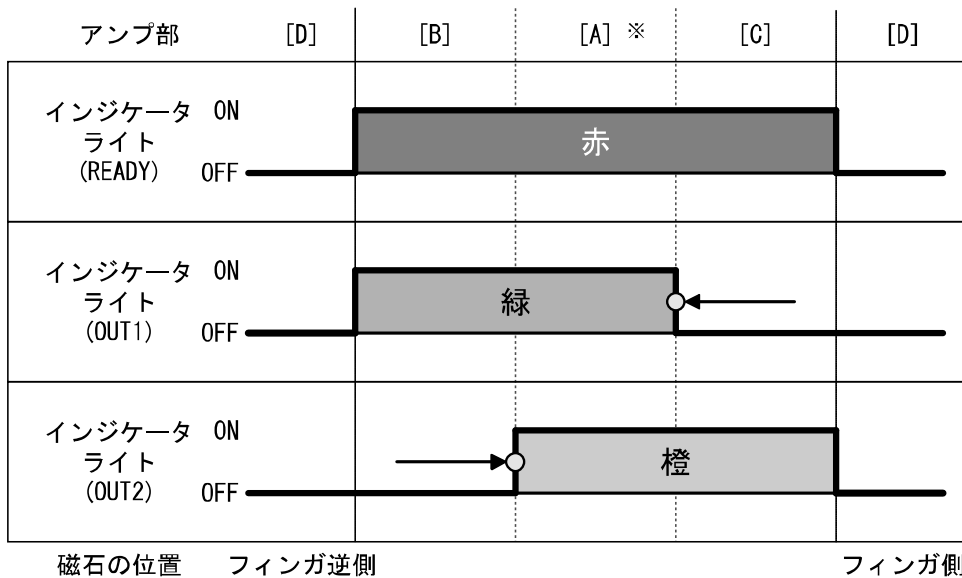 アンプ部 [D] [B] [A] ※ [C] [D]
インジケータ ON
ライト
(READY) OFF
赤
インジケータ ON
ライト
(OUT1) OFF
緑
インジケータ ON
ライト
(OUT2) OFF
橙
磁石の位置 フィンガ逆側 フィンガ側